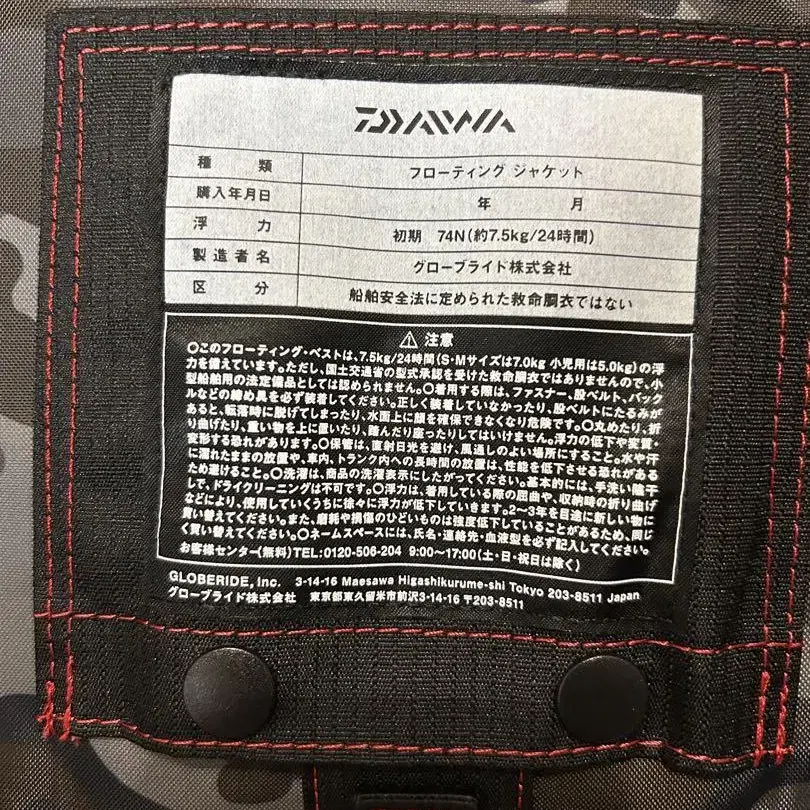 DAIWA
種類 フローティング ジャケット
購入年月日 年 月
浮力 初期 74N(約7.5kg/24時間)
製造者名 グローブライド株式会社
区分 船舶安全法に定められた救命胴衣ではない
⚠ 注意
○このフローティング・ベストは、7.5kg/24時間(S・Mサイズは7.0kg 小児用は5.0kg)の浮
力を備えています。ただし、国土交通省の型式承認を受けた救命胴衣ではありませんので、小
型船舶用の法定備品としては認められません。○着用する際は、ファスナー、股ベルト、バック
ルなどの締め具を必ず装着してください。正しく装着していなかったり、股ベルトにたるみが
あると、転落時に脱げてしまったり、水面上に顔を確保できなくなり危険です。○丸めたり、折
り曲げたり、重い物を上に置いたり、踏んだり座ったりしてはいけません。浮力の低下や変質・
変形する恐れがあります。○保管は、直射日光を避け、風通しのよい場所にすること。水や汗
に濡れたままの放置や、車内、トランク内への長時間の放置は、性能を低下させる恐れがある
ため避けること。○洗濯は、商品の洗濯表示にしたがってください。基本的には、手洗い陰干
しで、ドライクリーニングは不可です。○浮力は、着用している際の屈曲や、収納時の折り曲げ
などにより、使用していくうちに徐々に浮力が低下していきます。2〜3年を目途に新しい物に
買い替えてください。また、磨耗や損傷のひどいものは強度低下していることがあるため、同じ
く買い替えてください。○ネームスペースには、氏名・連絡先・血液型を必ず記入してください。
お客様センター(無料)TEL:0120-506-204 9:00〜17:00(土・日・祝日は除く)
GLOBERIDE, Inc. 3-14-16 Maesawa Higashikurume-shi Tokyo 203-8511 Japan
グローブライド株式会社 東京都東久留米市前沢3-14-16 〒203-8511